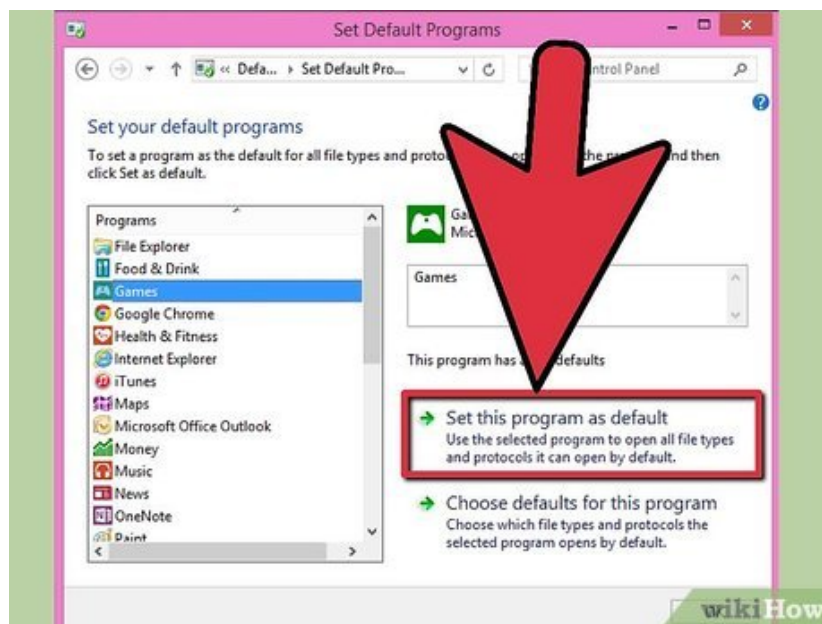 Set Default Programs
« Defa... ▸ Set Default Pro...
ntrol Panel
Set your default programs
To set a program as the default for all file types and proto the nd then
click Set as default.
Programs
File Explorer
Food & Drink
Games
Google Chrome
Health & Fitness
Internet Explorer
iTunes
Maps
Microsoft Office Outlook
Money
Music
News
OneNote
Paint
Ga
Mic
Games
This program has defaults
Set this program as default
Use the selected program to open all file types
and protocols it can open by default.
Choose defaults for this program
Choose which file types and protocols the
selected program opens by default.
wikiHow